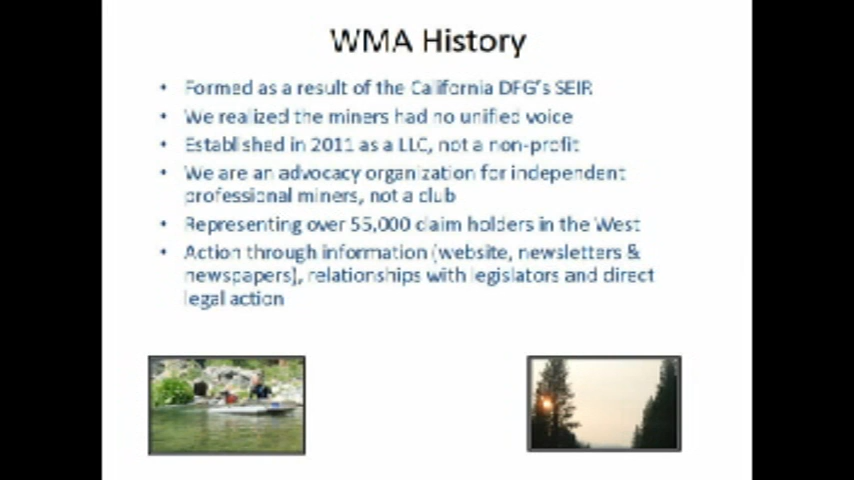 WMA History
• Formed as a result of the California DFG's SEIR
• We realized the miners had no unified voice
• Established in 2011 as a LLC, not a non-profit
• We are an advocacy organization for independent
professional miners, not a club
• Representing over 55,000 claim holders in the West
• Action through information (website, newsletters &
newspapers), relationships with legislators and direct
legal action